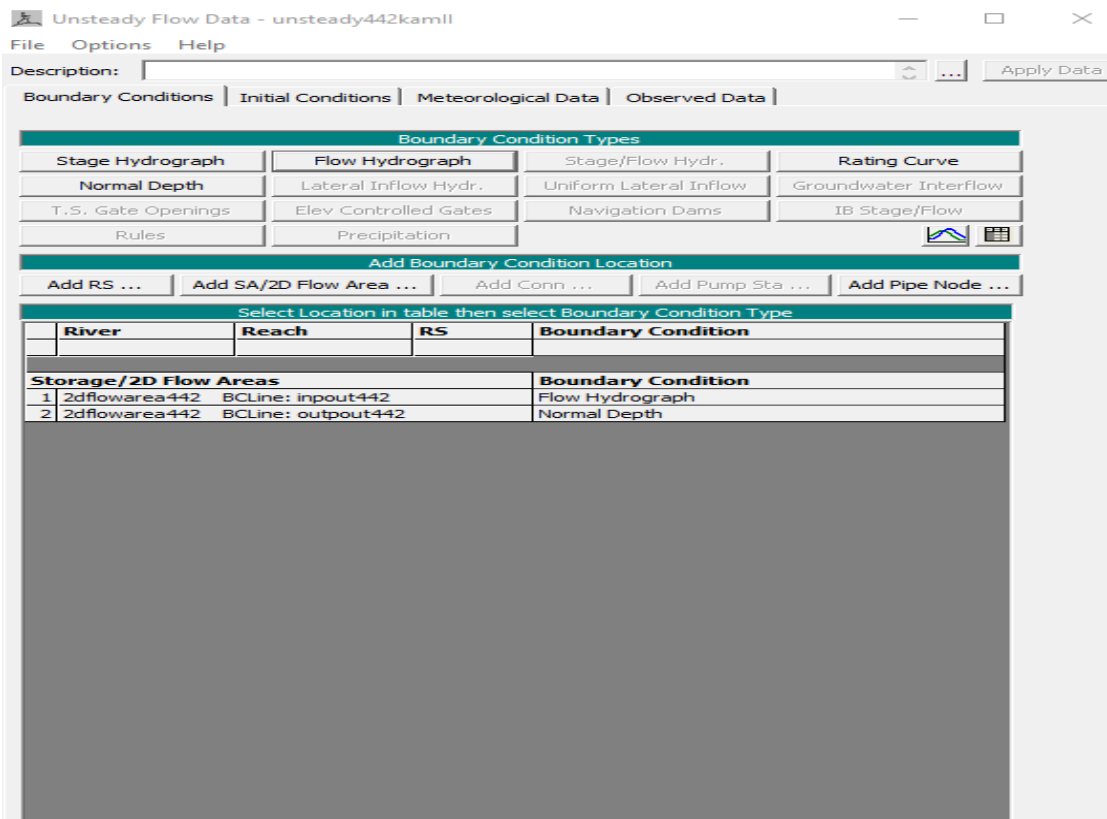 Unsteady Flow Data - unsteady442kamII
File Options Help
Description: ... Apply Data
Boundary Conditions Initial Conditions Meteorological Data Observed Data
Boundary Condition Types
Stage Hydrograph Flow Hydrograph Stage/Flow Hydr. Rating Curve
Normal Depth Lateral Inflow Hydr. Uniform Lateral Inflow Groundwater Interflow
T.S. Gate Openings Elev Controlled Gates Navigation Dams IB Stage/Flow
Rules Precipitation
Add Boundary Condition Location
Add RS ... Add SA/2D Flow Area ... Add Conn ... Add Pump Sta ... Add Pipe Node ...
Select Location in table then select Boundary Condition Type
River Reach RS Boundary Condition
Storage/2D Flow Areas Boundary Condition
1 2dflowarea442 BCLine: inpout442 Flow Hydrograph
2 2dflowarea442 BCLine: outpout442 Normal Depth